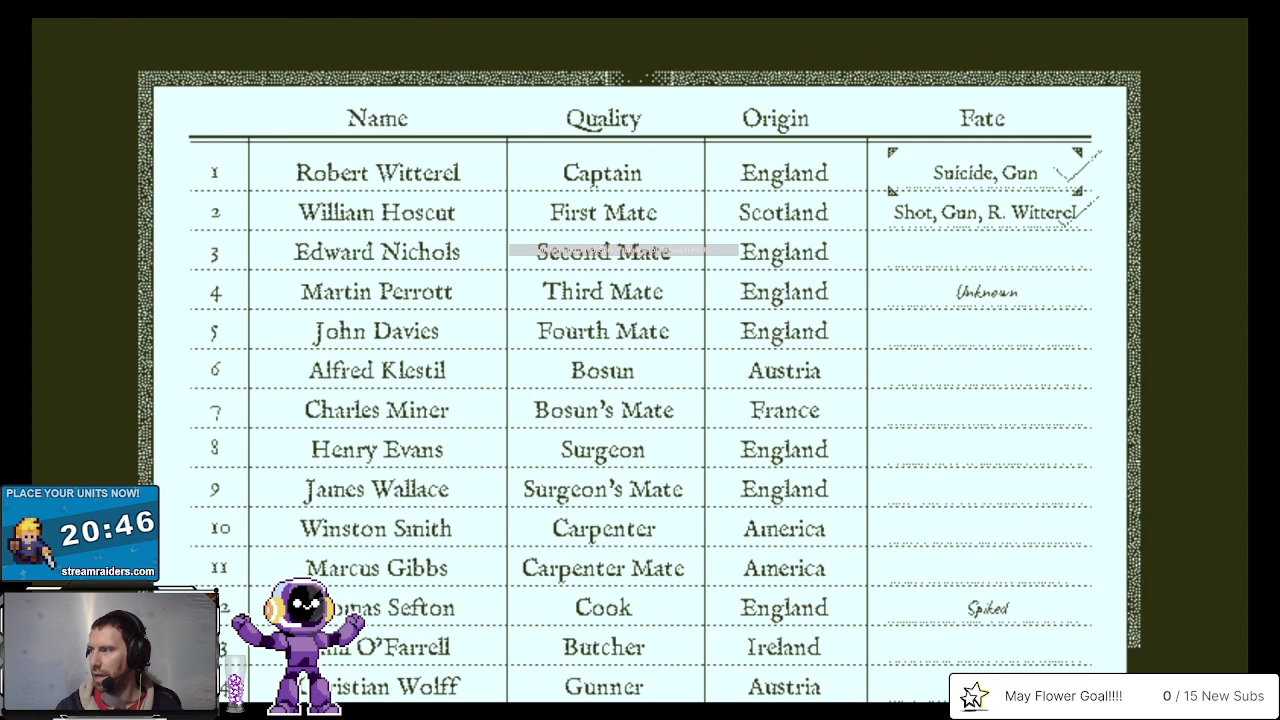 Name Quality Origin Fate
1 Robert Witterel Captain England Suicide, Gun
2 William Hoscut First Mate Scotland Shot, Gun, R. Witterel
3 Edward Nichols Second Mate England
4 Martin Perrott Third Mate England Unknown
5 John Davies Fourth Mate England
6 Alfred Klestil Bosun Austria
7 Charles Miner Bosun's Mate France
8 Henry Evans Surgeon England
9 James Wallace Surgeon's Mate England
PLACE YOUR UNITS NOW!
20:46
streamraiders.com
10 Winston Smith Carpenter America
11 Marcus Gibbs Carpenter Mate America
2 omas Sefton Cook England Spiked
3 O'Farrell Butcher Ireland
ristian Wolff Gunner Austria
May Flower Goal!!!! 0 / 15 New Subs